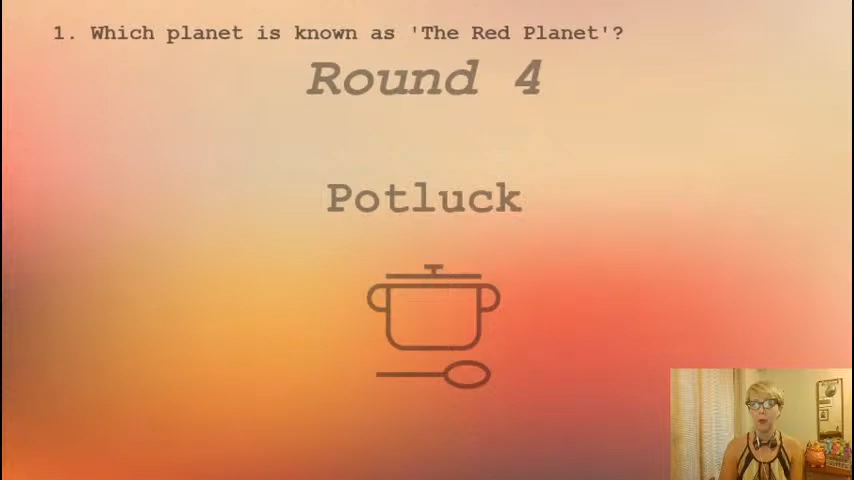 1. Which planet is known as 'The Red Planet'?
Round 4
Potluck